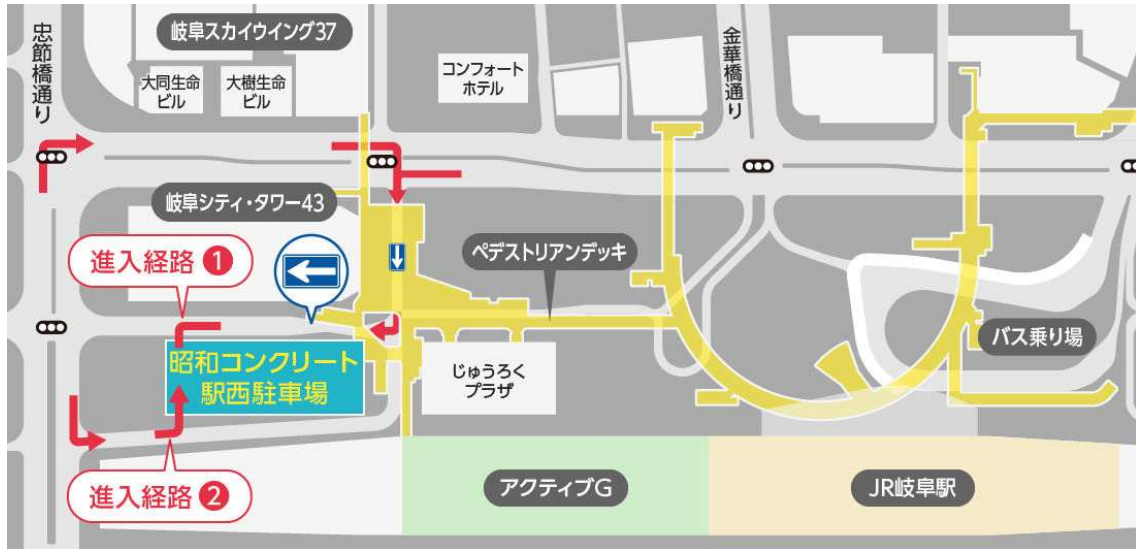 忠節橋通り
岐阜スカイウイング37
大同生命
ビル
大樹生命
ビル
コンフォート
ホテル
金華橋通り
岐阜シティ・タワー43
進入経路 1
ペデストリアンデッキ
昭和コンクリート
駅西駐車場
じゅうろく
プラザ
バス乗り場
進入経路 2
アクティブG
JR岐阜駅